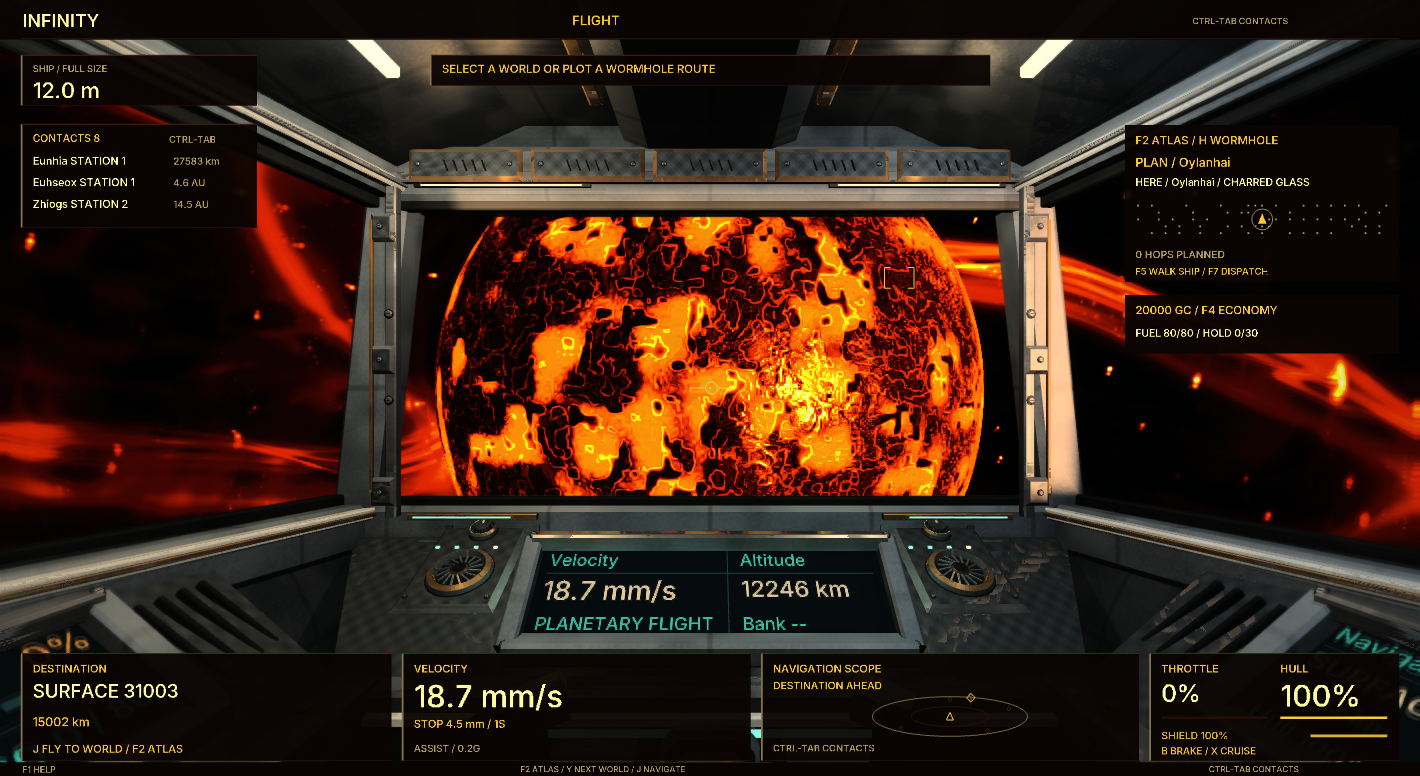 INFINITY
FLIGHT
CTRL-TAB CONTACTS
SHIP / FULL SIZE
12.0 m
SELECT A WORLD OR PLOT A WORMHOLE ROUTE
CONTACTS 8 CTRL-TAB
Eunhia STATION 1 27583 km
Euhseox STATION 1 4.6 AU
Zhiogs STATION 2 14.5 AU
F2 ATLAS / H WORMHOLE
PLAN / Oylanhai
HERE / Oylanhai / CHARRED GLASS
0 HOPS PLANNED
F5 WALK SHIP / F7 DISPATCH
20000 GC / F4 ECONOMY
FUEL 80/80 / HOLD 0/30
Velocity Altitude
18.7 mm/s 12246 km
PLANETARY FLIGHT Bank --
DESTINATION
SURFACE 31003
15002 km
J FLY TO WORLD / F2 ATLAS
VELOCITY
18.7 mm/s
STOP 4.5 mm / 1S
ASSIST / 0.2G
NAVIGATION SCOPE
DESTINATION AHEAD
CTRL-TAB CONTACTS
THROTTLE HULL
0% 100%
SHIELD 100%
B BRAKE / X CRUISE
F1 HELP
F2 ATLAS / Y NEXT WORLD / J NAVIGATE
CTRL-TAB CONTACTS